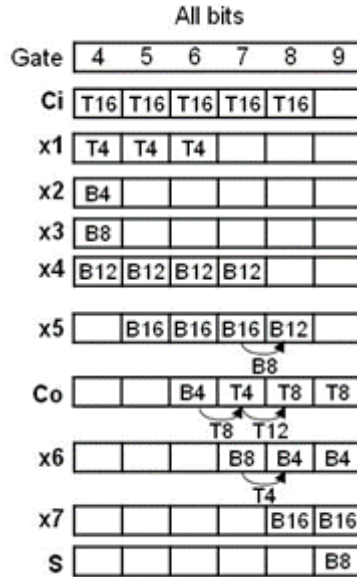 All bits
Gate 4 5 6 7 8 9
Ci T16 T16 T16 T16 T16
x1 T4 T4 T4
x2 B4
x3 B8
x4 B12 B12 B12 B12
x5 B16 B16 B16 B12
B8
Co B4 T4 T8 T8
T8 T12
x6 B8 B4 B4
T4
x7 B16 B16
S B8